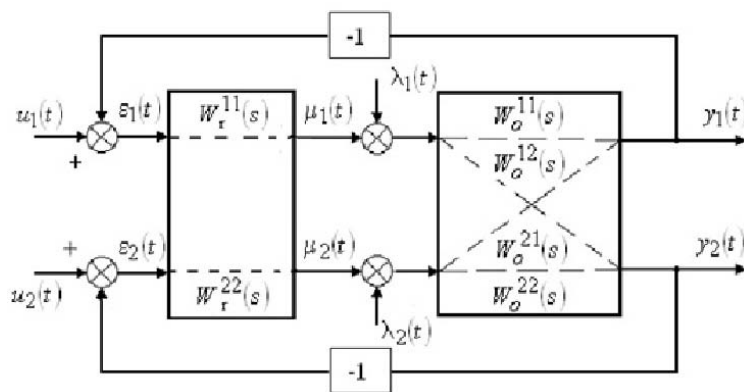 -1
λ₁(t)
u₁(t)
ε₁(t)
W_r^11(s)
μ₁(t)
W_o^11(s)
y₁(t)
+
W_o^12(s)
+
ε₂(t)
μ₂(t)
W_o^21(s)
y₂(t)
u₂(t)
W_r^22(s)
W_o^22(s)
λ₂(t)
-1